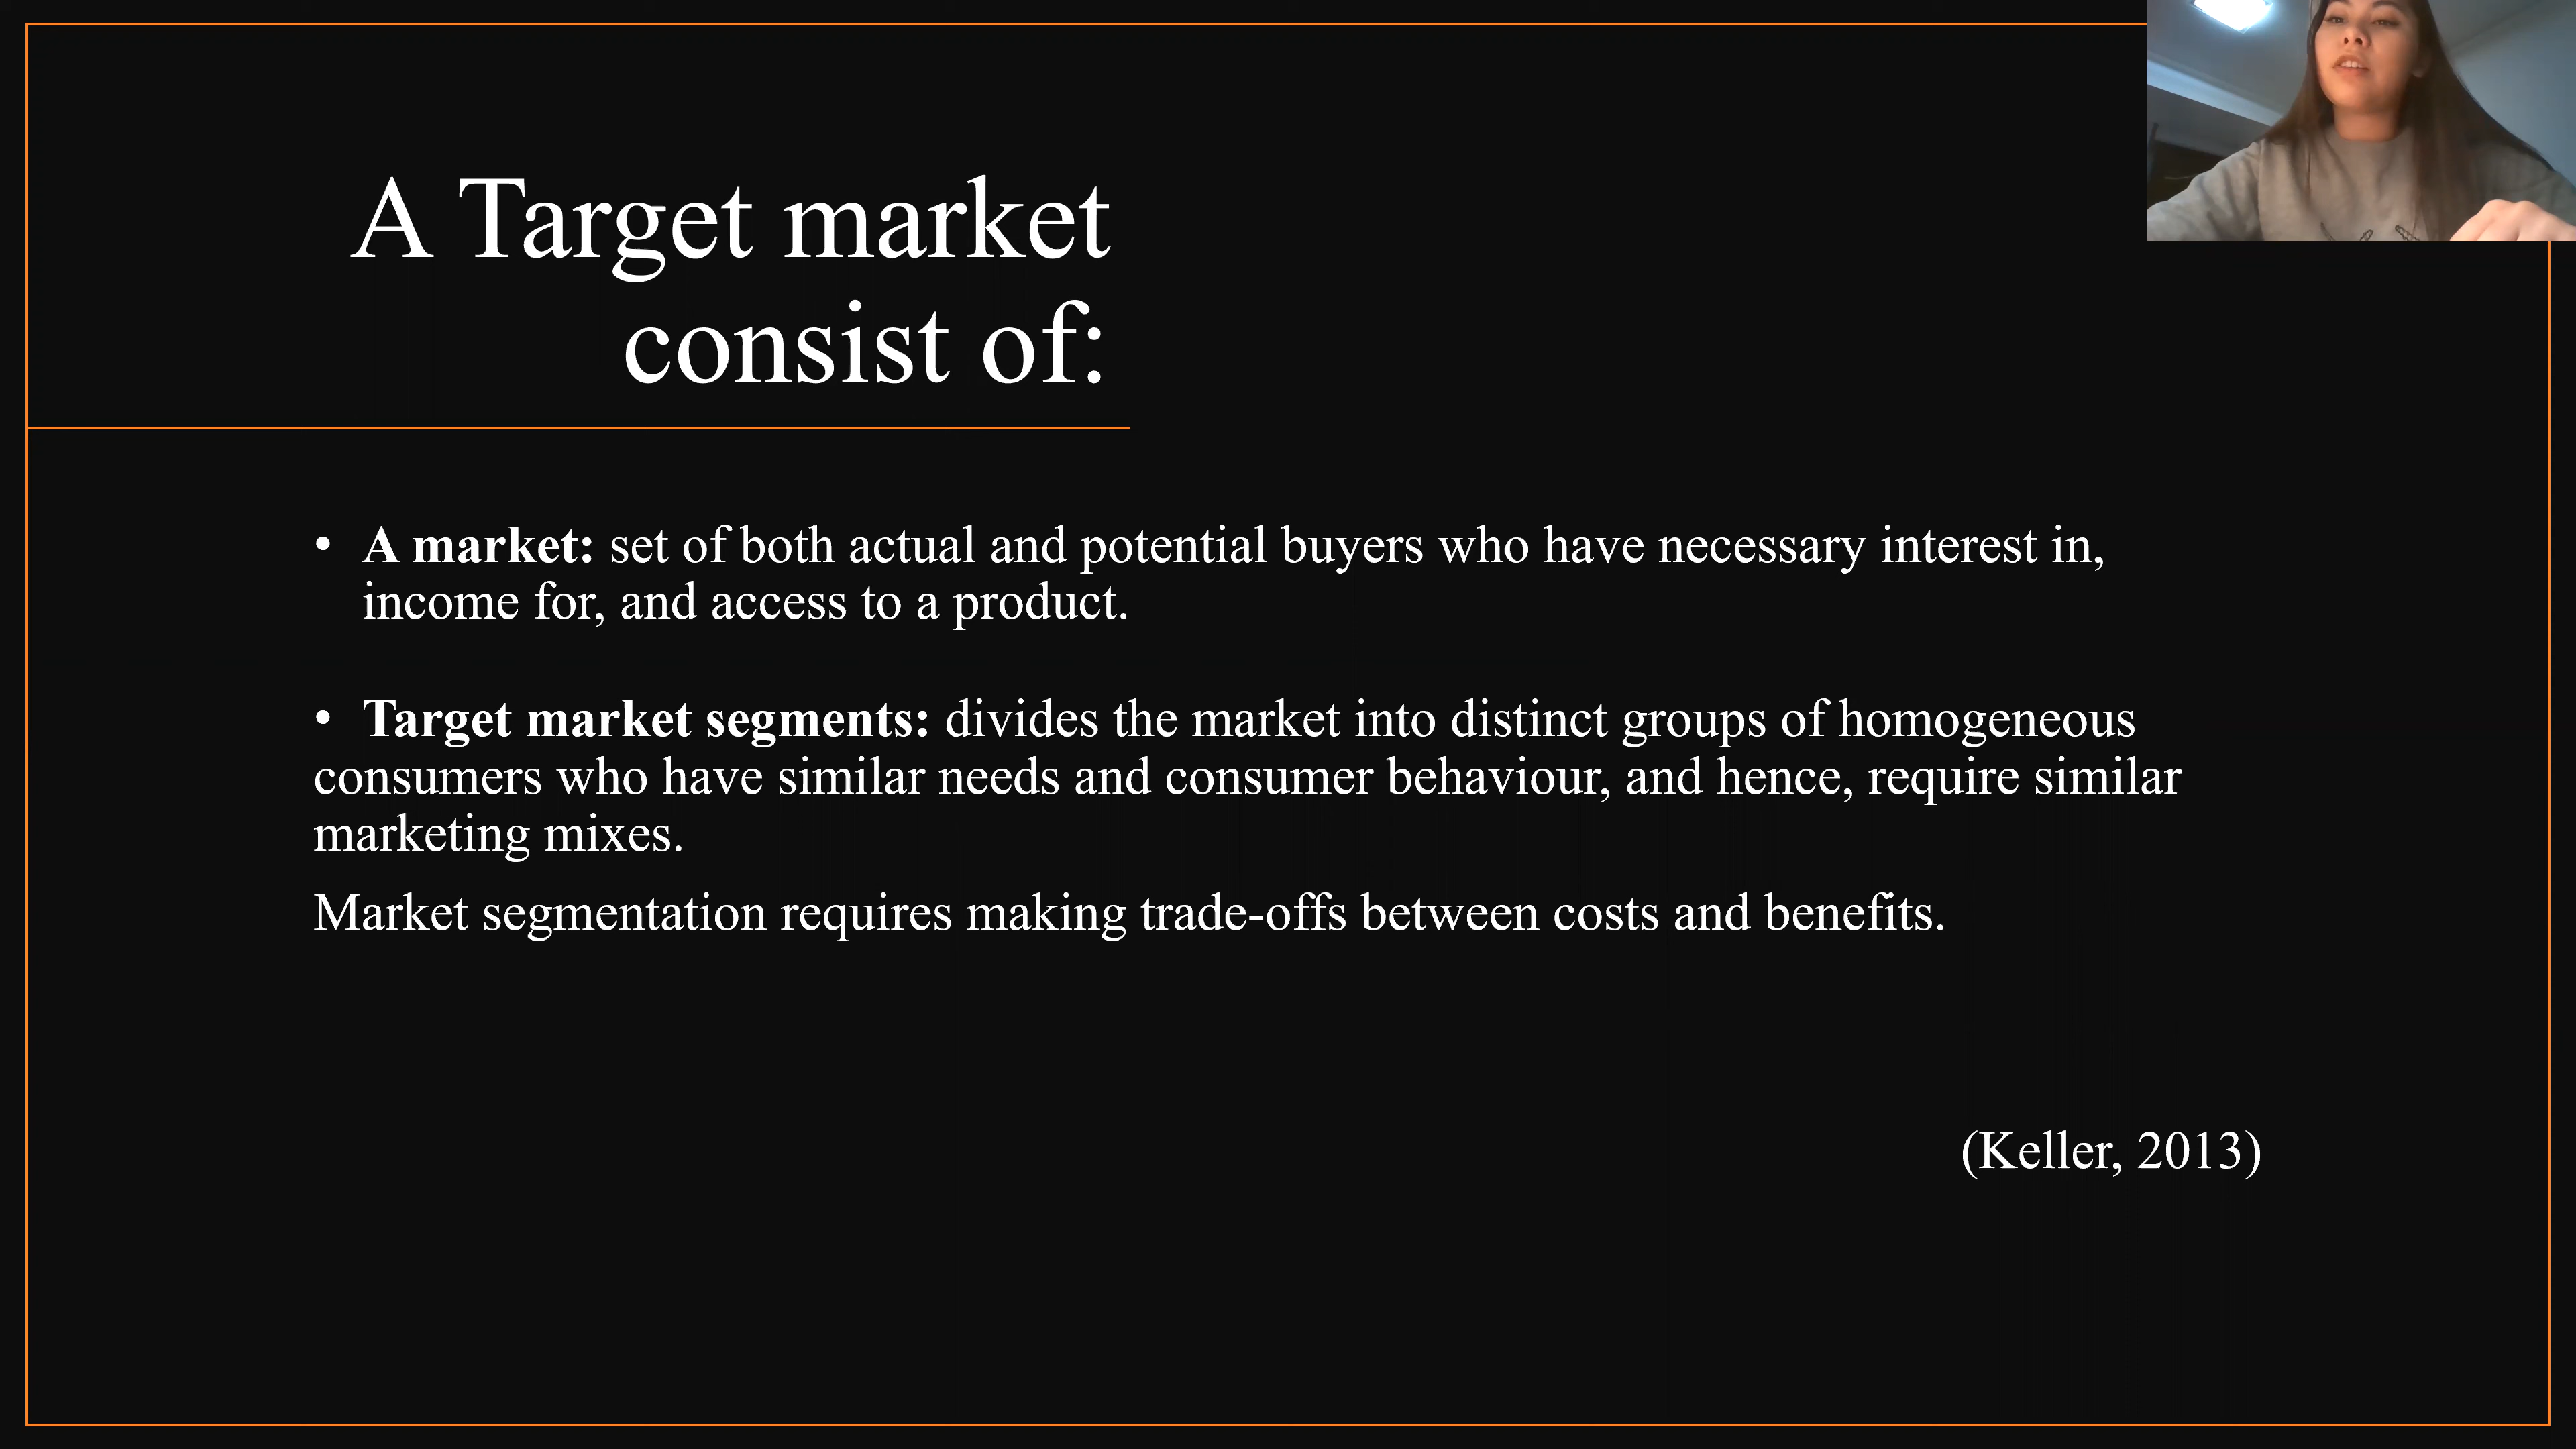 A Target market
consist of:
• A market: set of both actual and potential buyers who have necessary interest in,
income for, and access to a product.
• Target market segments: divides the market into distinct groups of homogeneous
consumers who have similar needs and consumer behaviour, and hence, require similar
marketing mixes.
Market segmentation requires making trade-offs between costs and benefits.
(Keller, 2013)